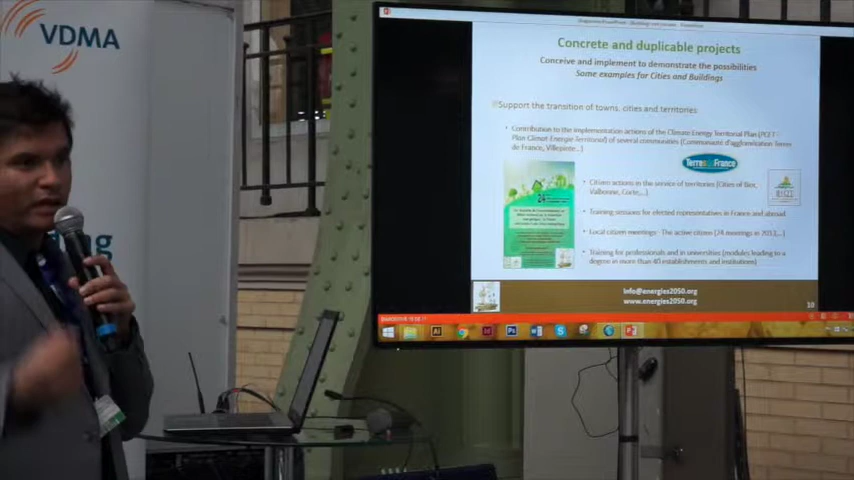 VDMA
Concrete and duplicable projects
Conceive and implement to demonstrate the possibilities
Some examples for Cities and Buildings
Support the transition of towns, cities and territories
• Contribution to the implementation actions of the Climate Energy Territorial Plan (PCET -
Plan Climat Energie Territorial) of several communities (Communauté d'agglomération Terres
de France, Villepinte...)
Terres de France
• Citizen actions in the service of territories (Cities of Biot,
Valbonne, Corte,...)
BIOT
• Training sessions for elected representatives in France and abroad
• Local citizen meetings - The active citizen (24 meetings in 2013,..)
• Training for professionals and in universities (modules leading to a
degree in more than 40 establishments and institutions)
info@energies2050.org
www.energies2050.org
10